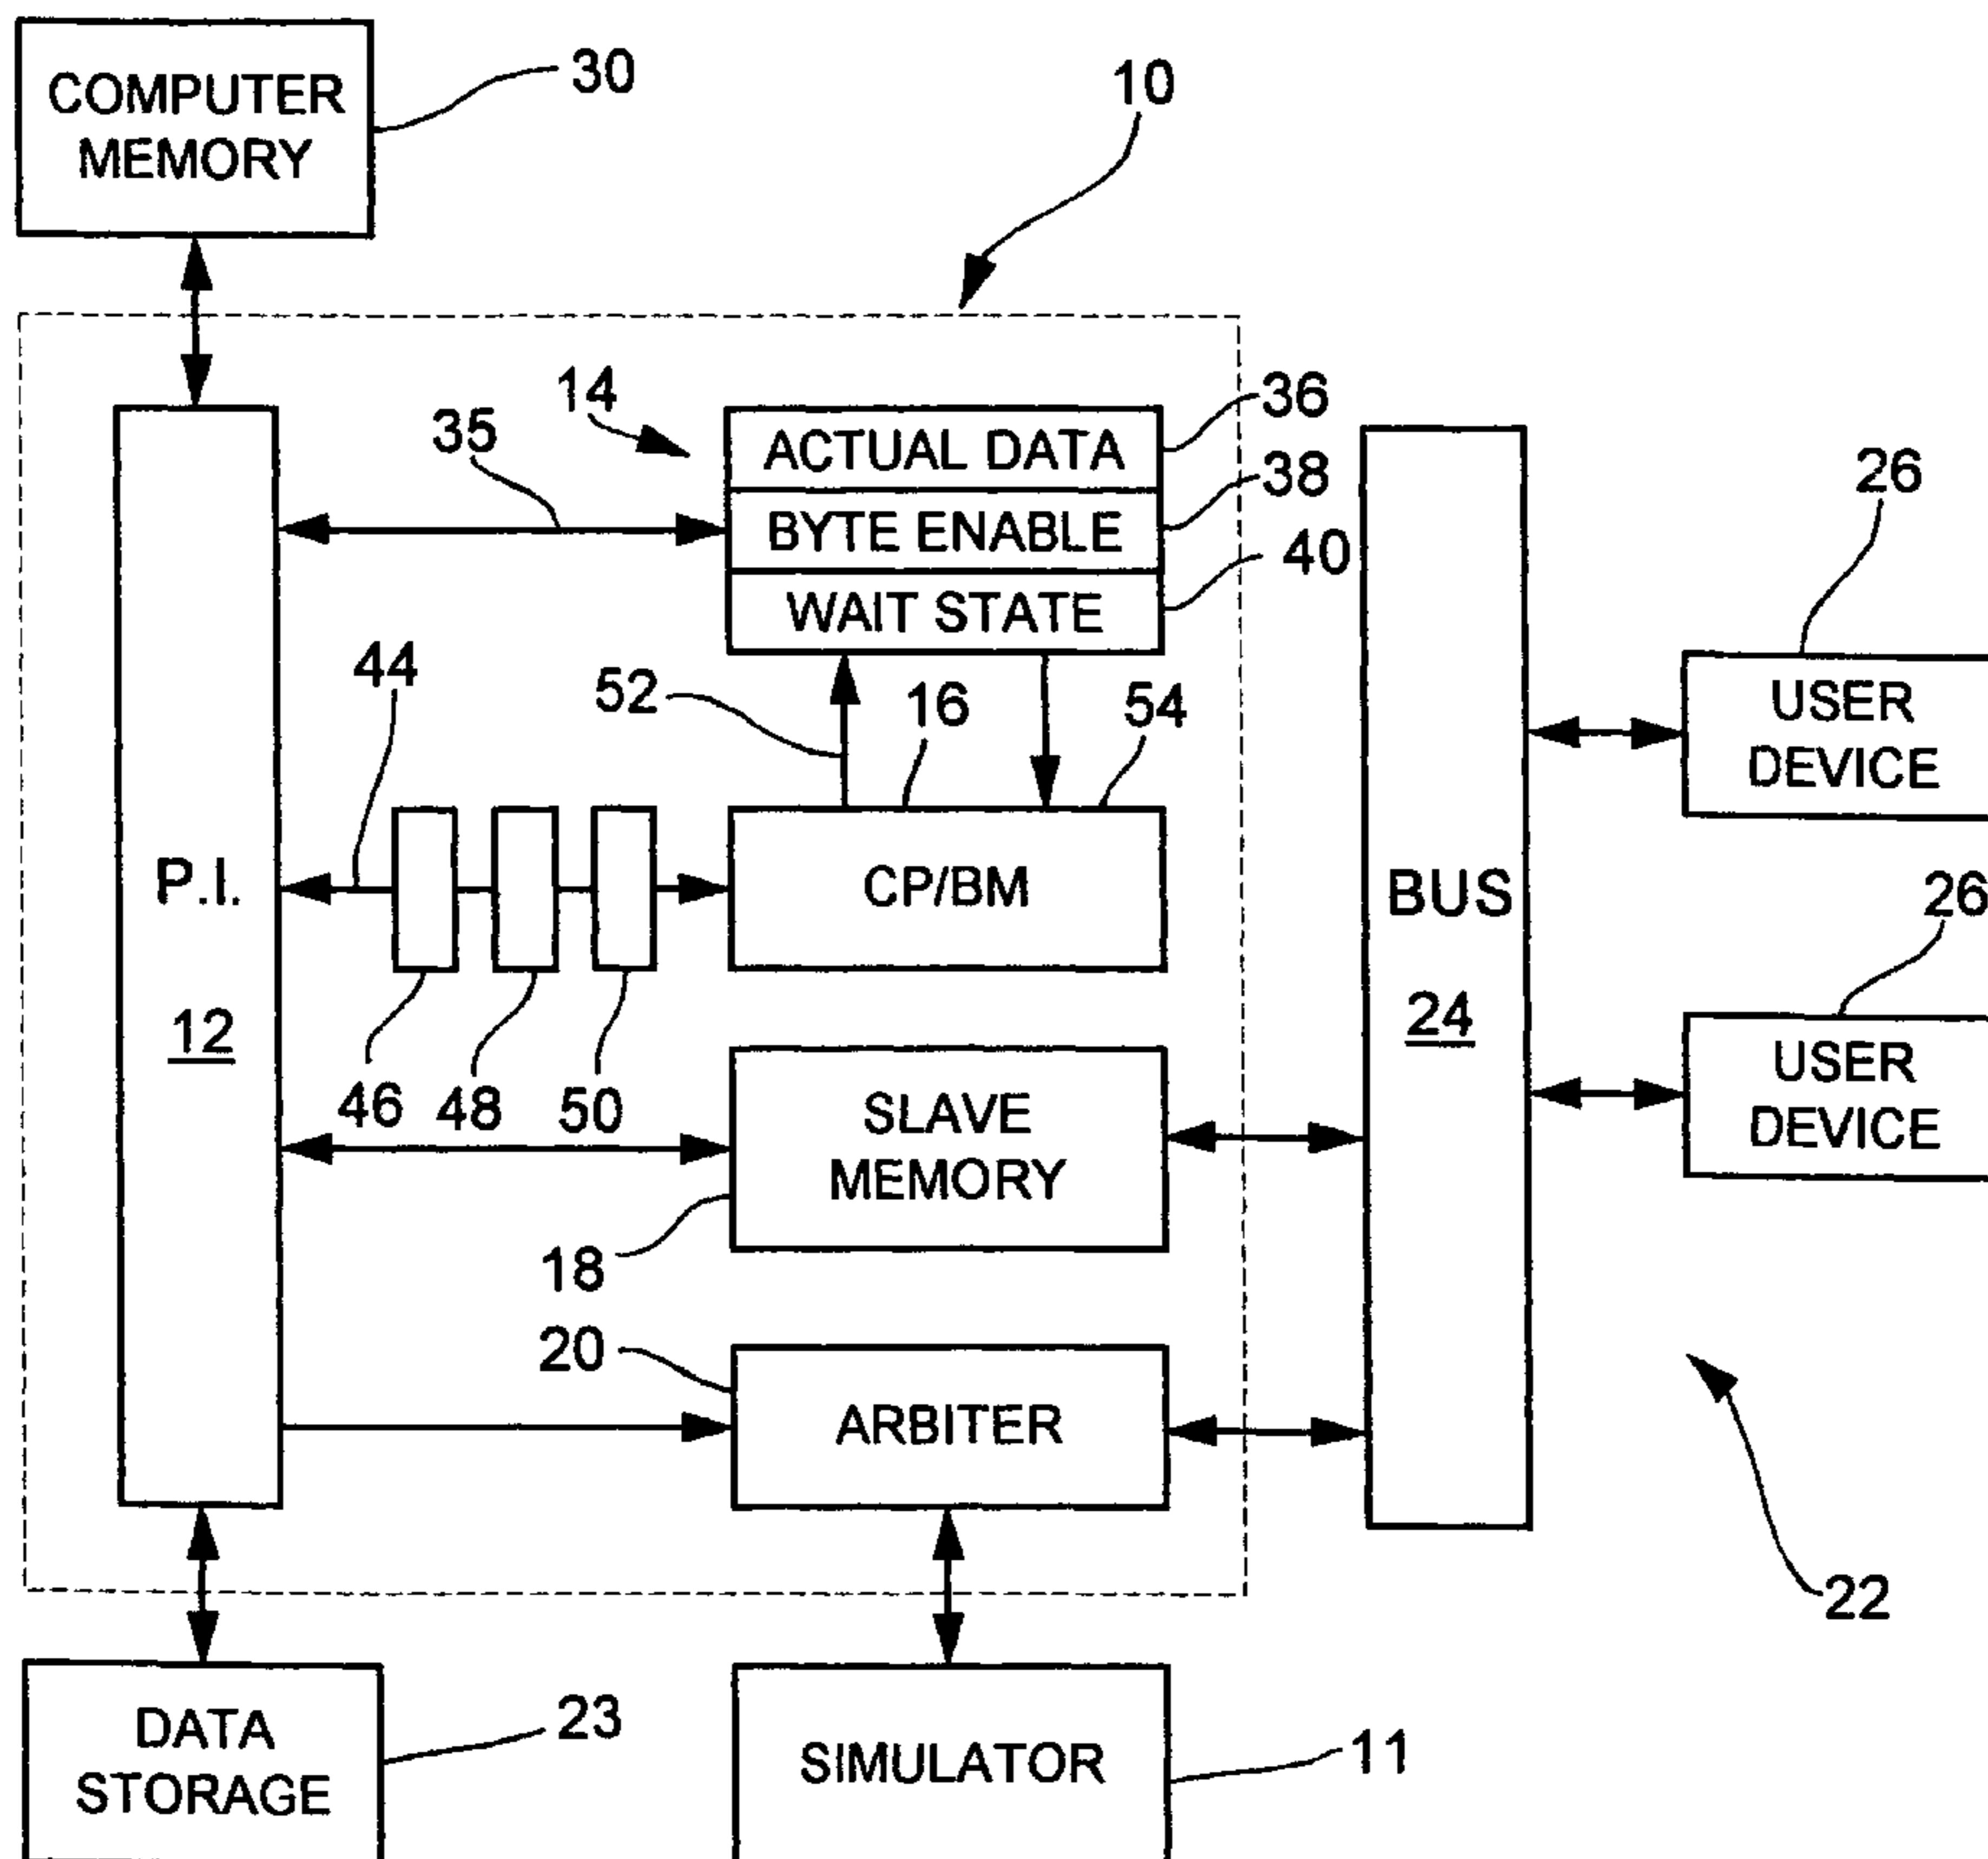 COMPUTER
MEMORY
30
10
14
35
ACTUAL DATA
36
BYTE ENABLE
38
WAIT STATE
40
44
52
16
54
26
USER
DEVICE
P.I.
12
CP/BM
BUS
24
26
USER
DEVICE
46
48
50
SLAVE
MEMORY
18
20
ARBITER
22
DATA
STORAGE
23
SIMULATOR
11